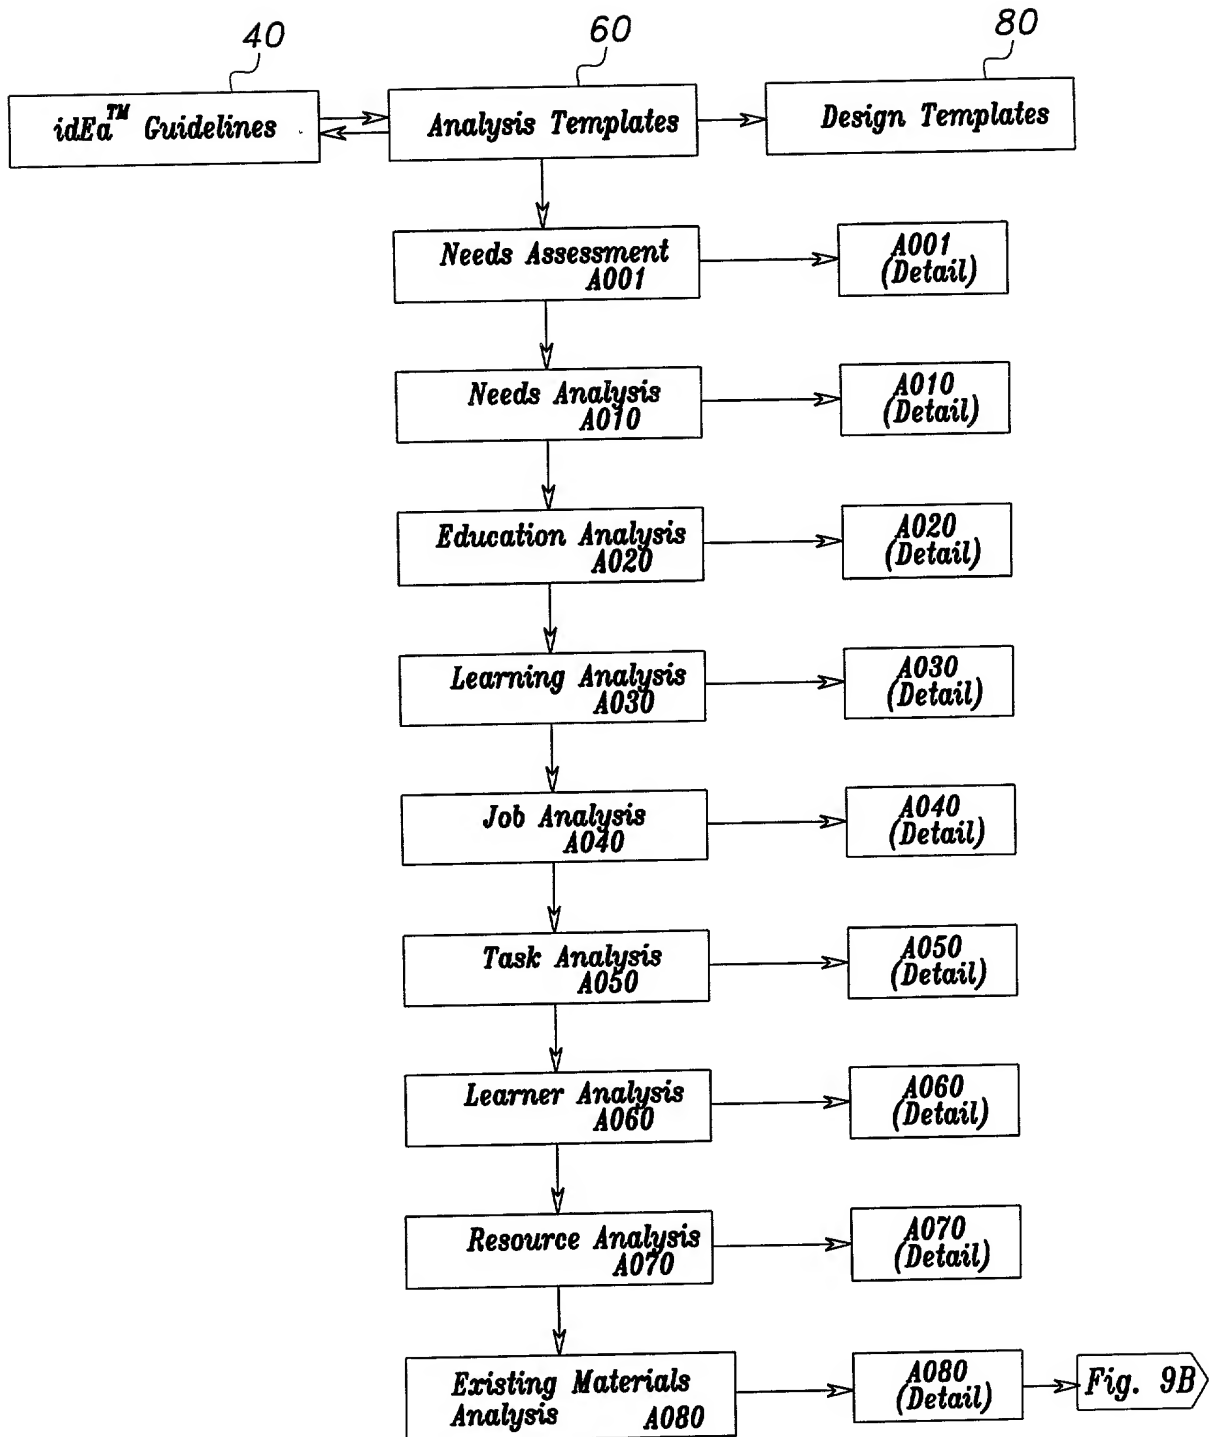 40
60
80
idEa™ Guidelines
Analysis Templates
Design Templates
Needs Assessment
A001
A001
(Detail)
Needs Analysis
A010
A010
(Detail)
Education Analysis
A020
A020
(Detail)
Learning Analysis
A030
A030
(Detail)
Job Analysis
A040
A040
(Detail)
Task Analysis
A050
A050
(Detail)
Learner Analysis
A060
A060
(Detail)
Resource Analysis
A070
A070
(Detail)
Existing Materials
Analysis A080
A080
(Detail)
Fig. 9B